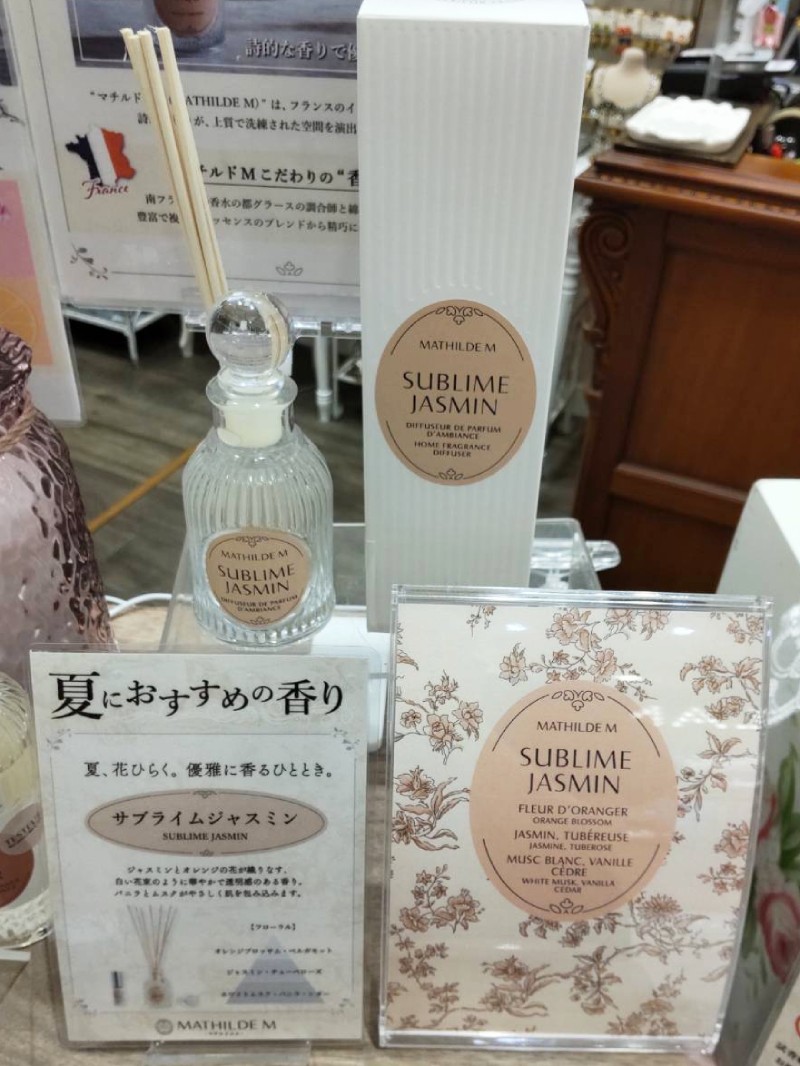 詩的な香りで
"マチルド
ATHILDE M)" は、フランスのイ
が、上質で洗練された空間を演出
France
チルドMこだわりの"香
南フラ
香水の都グラースの調合師と
豊富で
ッセンスのブレンドから精巧に
MATHILDE M
SUBLIME
JASMIN
DIFFUSEUR DE PARFUM
D'AMBIANCE
HOME FRAGRANCE
DIFFUSER
MATHILDE M
SUBLIME
JASMIN
DIFFUSEUR DE PARFUM
D'AMBIANCE
夏におすすめの香り
夏、花ひらく。優雅に香るひととき。
サブライムジャスミン
SUBLIME JASMIN
ジャスミンとオレンジの花が織りなす、
白い花束のように華やかで透明感のある香り。
バニラとムスクがやさしく肌を包み込みます。
【フローラル】
オレンジブロッサム・ベルガモット
ジャスミン・チューベローズ
ホワイトムスク・バニラ・シダー
MATHILDE M
MATHILDE M
SUBLIME
JASMIN
FLEUR D'ORANGER
ORANGE BLOSSOM
JASMIN, TUBÉREUSE
JASMINE, TUBEROSE
MUSC BLANC, VANILLE
CÈDRE
WHITE MUSK, VANILLA
CEDAR